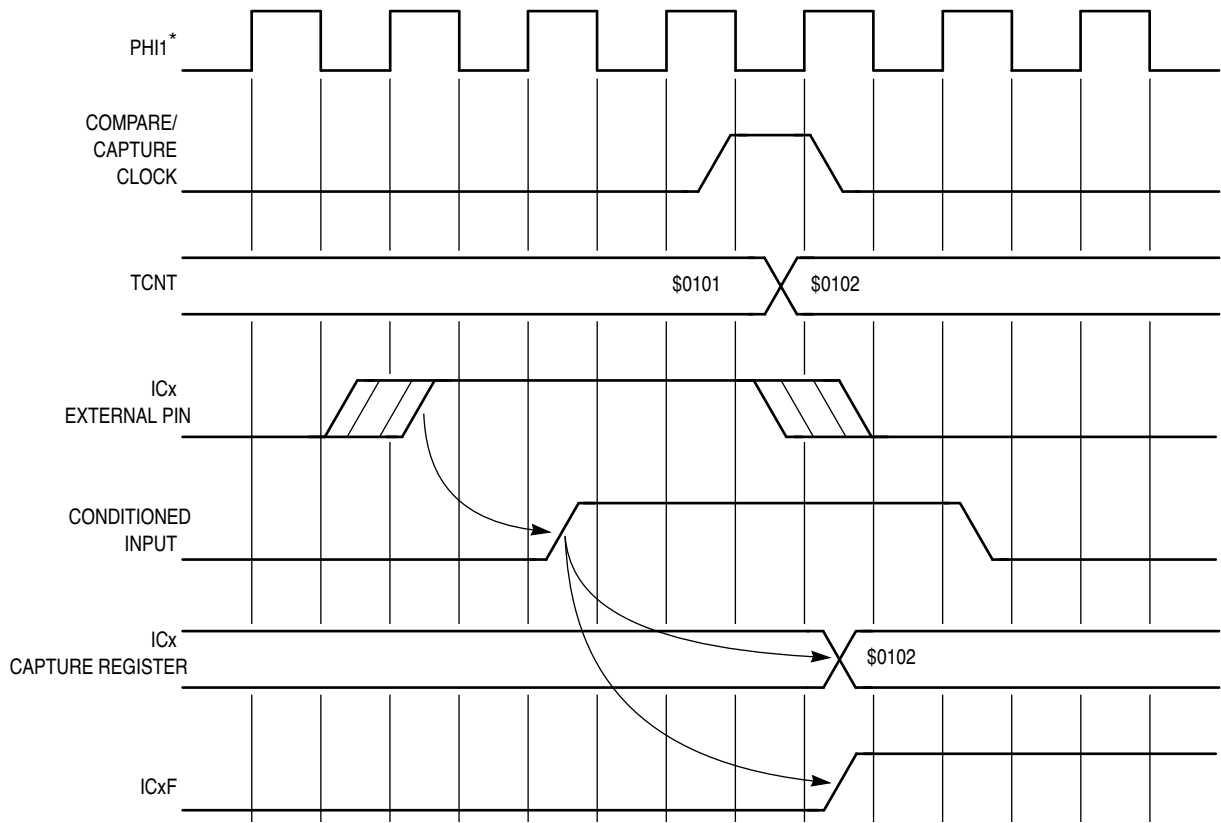 PHI1*
COMPARE/
CAPTURE
CLOCK
TCNT
$0101
$0102
ICx
EXTERNAL PIN
CONDITIONED
INPUT
ICx
CAPTURE REGISTER
$0102
ICxF